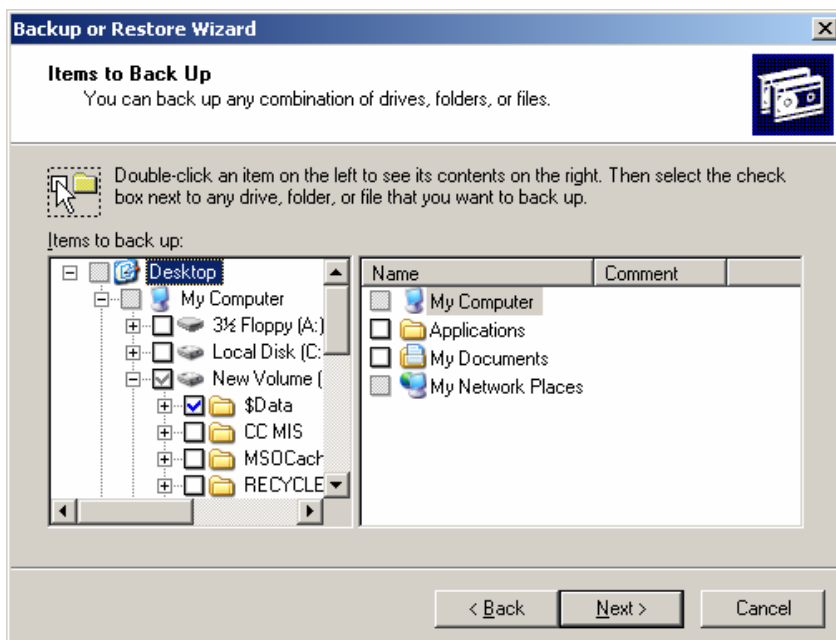 Backup or Restore Wizard
Items to Back Up
You can back up any combination of drives, folders, or files.
Double-click an item on the left to see its contents on the right. Then select the check
box next to any drive, folder, or file that you want to back up.
Items to back up:
Desktop
My Computer
3½ Floppy (A:)
Local Disk (C:
New Volume (
$Data
CC MIS
MSOCach
RECYCLE
Name Comment
My Computer
Applications
My Documents
My Network Places
< Back Next > Cancel